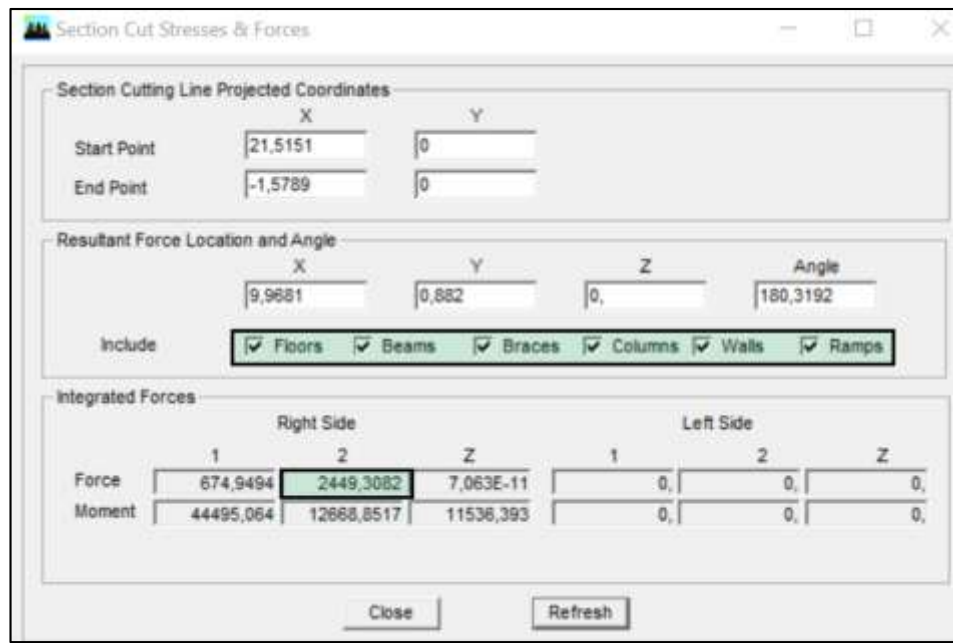 Section Cut Stresses & Forces
Section Cutting Line Projected Coordinates
X Y
Start Point 21,5151 0
End Point -1,5789 0
Resultant Force Location and Angle
X Y Z Angle
9,9681 0,882 0, 180,3192
Include Floors Beams Braces Columns Walls Ramps
Integrated Forces
Right Side Left Side
1 2 Z 1 2 Z
Force 674,9494 2449,3082 7,063E-11 0, 0, 0,
Moment 44495,064 12668,8517 11536,393 0, 0, 0,
Close Refresh